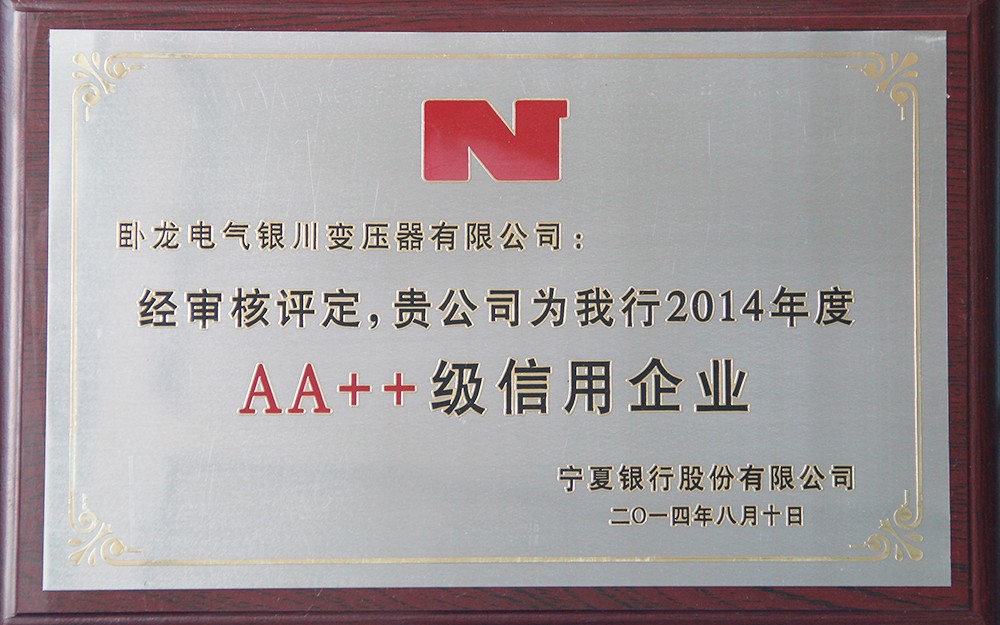 卧龙电气银川变压器有限公司：
经审核评定，贵公司为我行2014年度
AA++级信用企业
宁夏银行股份有限公司
二〇一四年八月十日